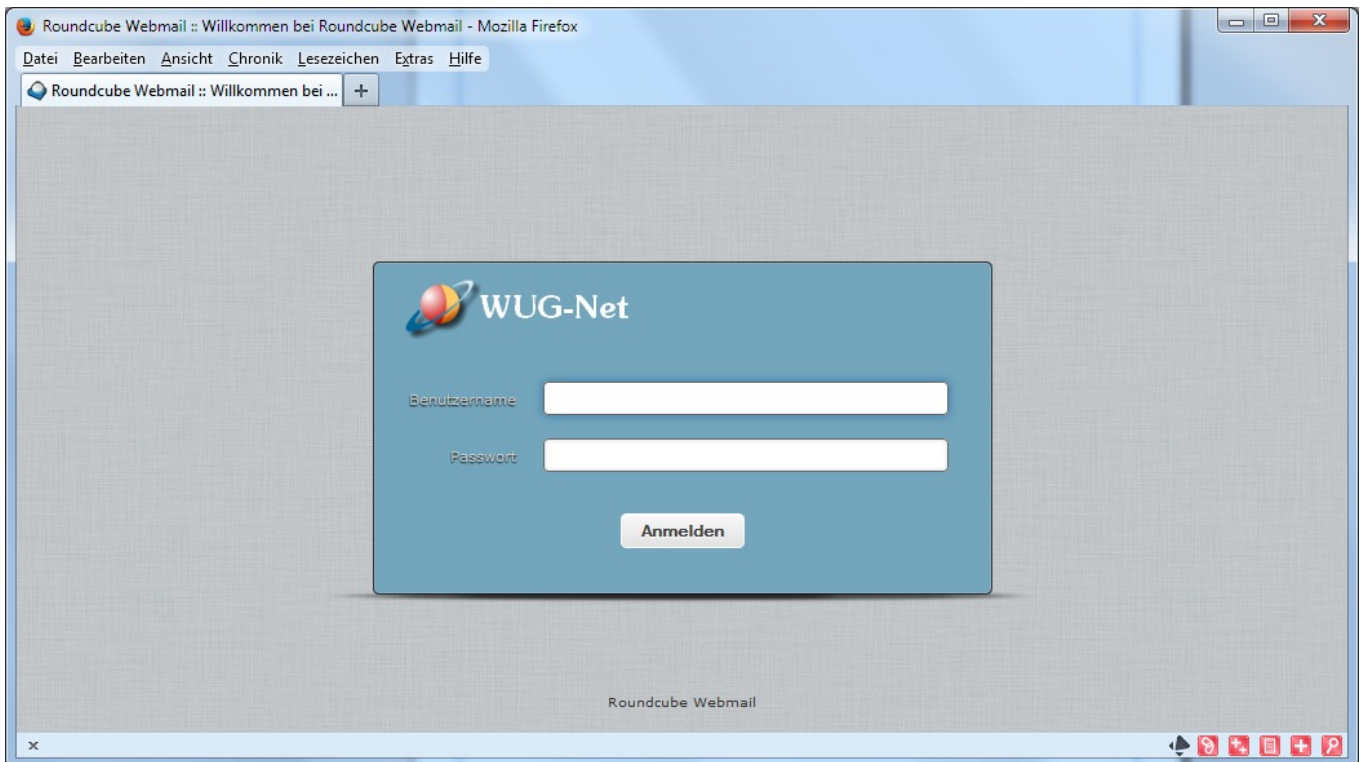 Roundcube Webmail :: Willkommen bei Roundcube Webmail - Mozilla Firefox
Datei Bearbeiten Ansicht Chronik Lesezeichen Extras Hilfe
Roundcube Webmail :: Willkommen bei ... +
WUG-Net
Benutzername
Passwort
Anmelden
Roundcube Webmail